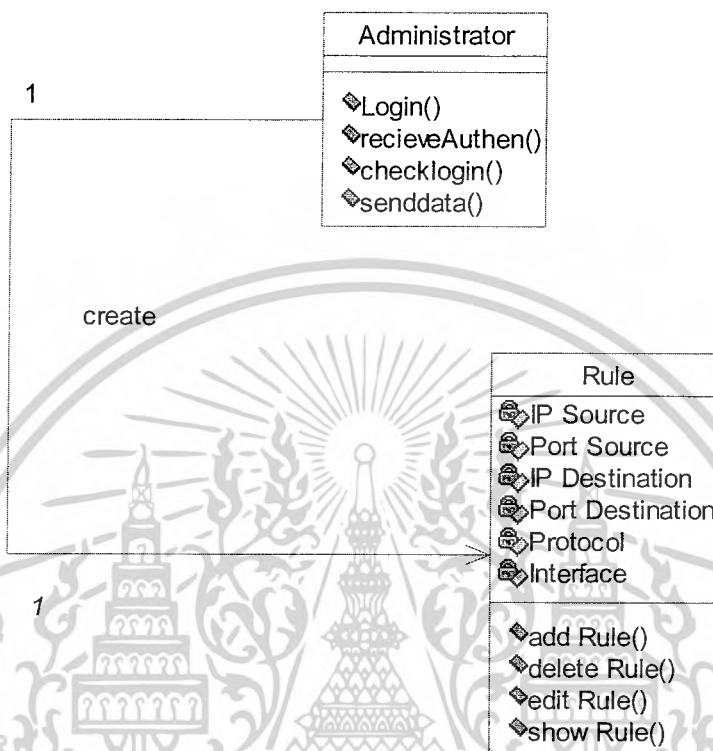 Administrator
1
Login()
recieveAuthen()
checklogin()
senddata()
create
Rule
IP Source
Port Source
IP Destination
Port Destination
Protocol
Interface
1
add Rule()
delete Rule()
edit Rule()
show Rule()